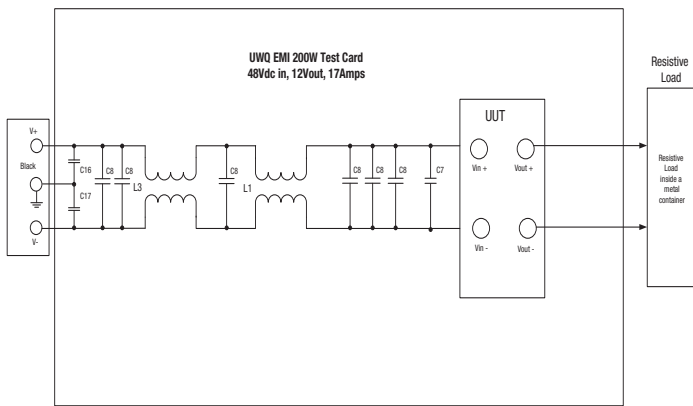 UWQ EMI 200W Test Card
48Vdc in, 12Vout, 17Amps
Resistive
Load
UUT
V+
Black
V-
C16
C17
C8
C8
L3
C8
L1
C8
C8
C8
C7
Vin +
Vout +
Vin -
Vout -
Resistive
Load
inside a
metal
container